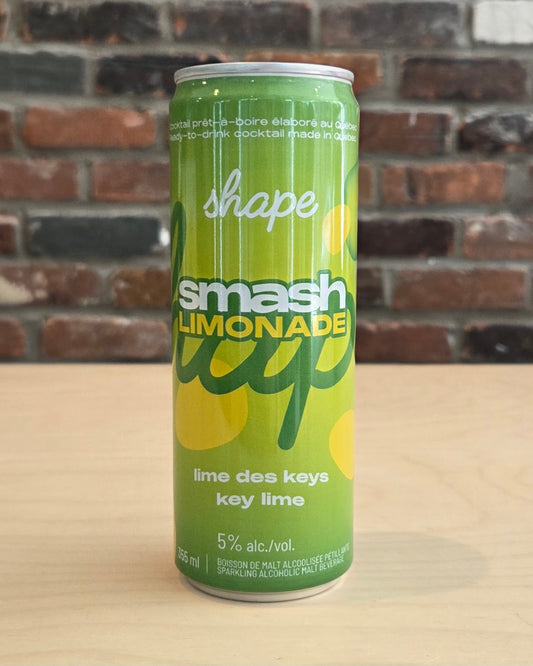 cocktail prêt-à-boire élaboré au Québec
Ready-to-drink cocktail made in Québec
shape
smash
LIMONADE
lime des keys
key lime
5% alc./vol.
355 ml
BOISSON DE MALT ALCOOLISÉE PÉTILLANTE
SPARKLING ALCOHOLIC MALT BEVERAGE